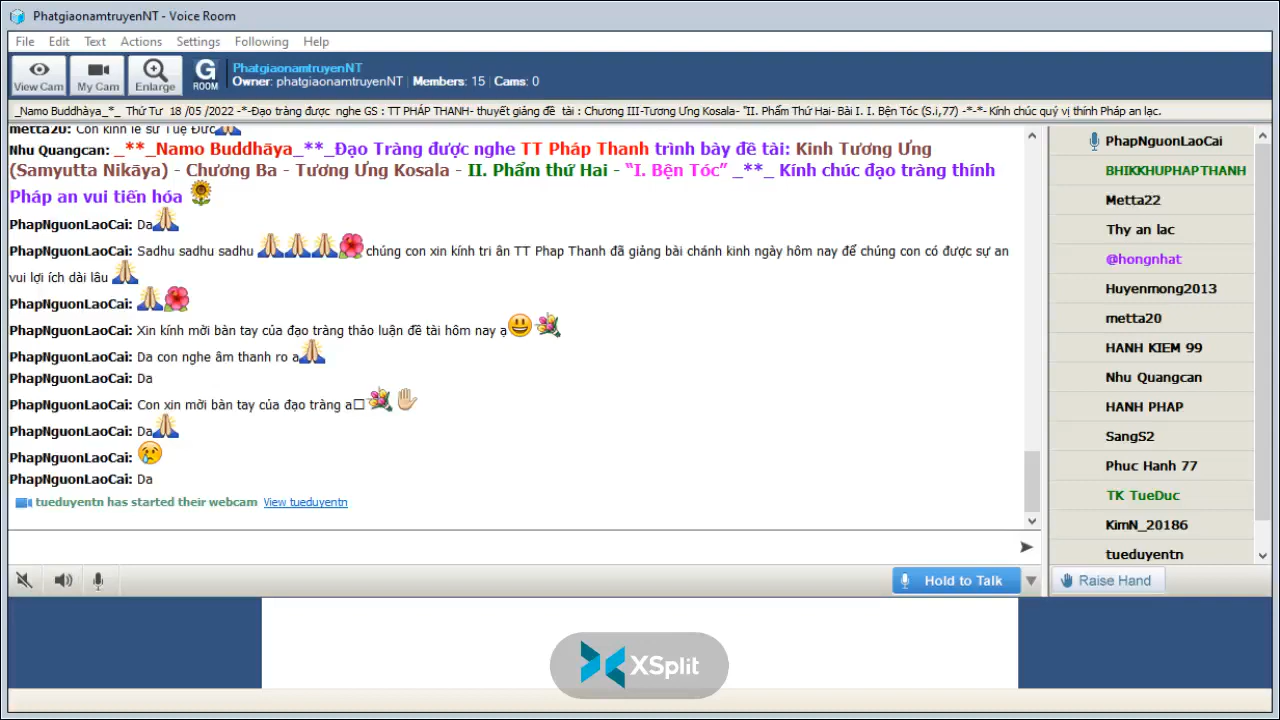 PhatgiaonamtruyenNT - Voice Room
File Edit Text Actions Settings Following Help
View Cam My Cam Enlarge G ROOM
PhatgiaonamtruyenNT
Owner: phatgiaonamtruyenNT | Members: 15 | Cams: 0
_Namo Buddhàya_*_ Thứ Tư 18 /05 /2022 -*-Đạo tràng được nghe GS : TT PHÁP THANH- thuyết giảng đề tài : Chương III-Tương Ưng Kosala- "II. Phẩm Thứ Hai- Bài I. I. Bện Tóc (S.i,77) -*-*- Kính chúc quý vị thính Pháp an lạc.
metta20: Con kính lễ sư Tuệ Đức
Nhu Quangcan: _**_Namo Buddhāya_**_Đạo Tràng được nghe TT Pháp Thanh trình bày đề tài: Kinh Tương Ưng
(Samyutta Nikāya) - Chương Ba - Tương Ưng Kosala - II. Phẩm thứ Hai - “I. Bện Tóc” _**_ Kính chúc đạo tràng thính
Pháp an vui tiến hóa
PhapNguonLaoCai: Da
PhapNguonLaoCai: Sadhu sadhu sadhu chúng con xin kính tri ân TT Phap Thanh đã giảng bài chánh kinh ngày hôm nay để chúng con có được sự an
vui lợi ích dài lâu
PhapNguonLaoCai:
PhapNguonLaoCai: Xin kính mời bàn tay của đạo tràng thảo luận đề tài hôm nay ạ
PhapNguonLaoCai: Da con nghe âm thanh ro a
PhapNguonLaoCai: Da
PhapNguonLaoCai: Con xin mời bàn tay của đạo tràng a
PhapNguonLaoCai: Da
PhapNguonLaoCai:
PhapNguonLaoCai: Da
tueduyentn has started their webcam View tueduyentn
PhapNguonLaoCai
BHIKKHUPHAPTHANH
Metta22
Thy an lac
@hongnhat
Huyenmong2013
metta20
HANH KIEM 99
Nhu Quangcan
HANH PHAP
SangS2
Phuc Hanh 77
TK TueDuc
KimN_20186
tueduyentn
Hold to Talk
Raise Hand
XSplit